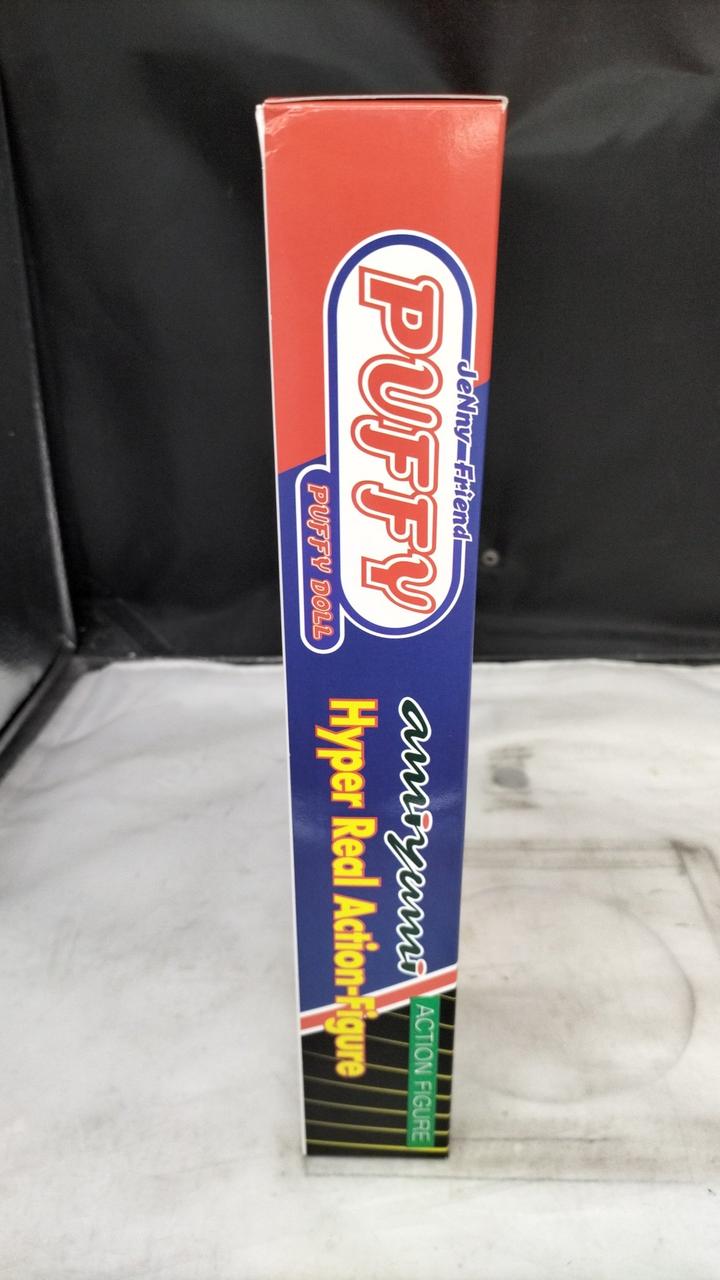 JeNny Friend
PUFFY
PUFFY DOLL
amiyumi
Hyper Real Action-Figure
ACTION FIGURE